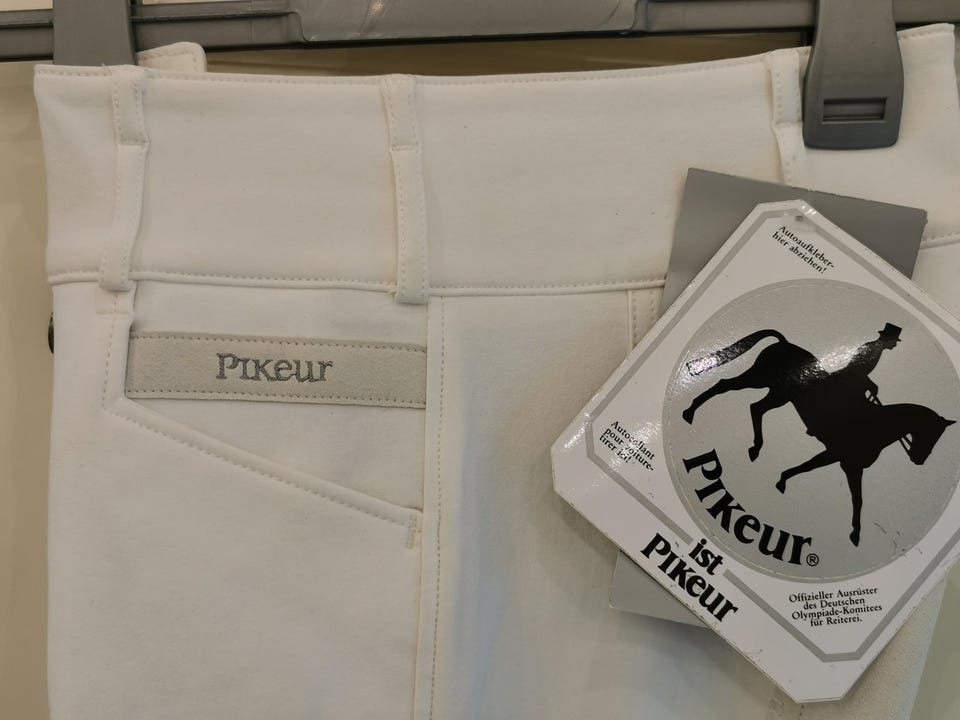 Pikeur
Autoaufkleber-
hier abziehen!
Autocollant
pour voiture-
tirer ici!
Pikeur®
ist
Pikeur
Offizieller Ausrüster
des Deutschen
Olympiade-Komitees
für Reiterei.